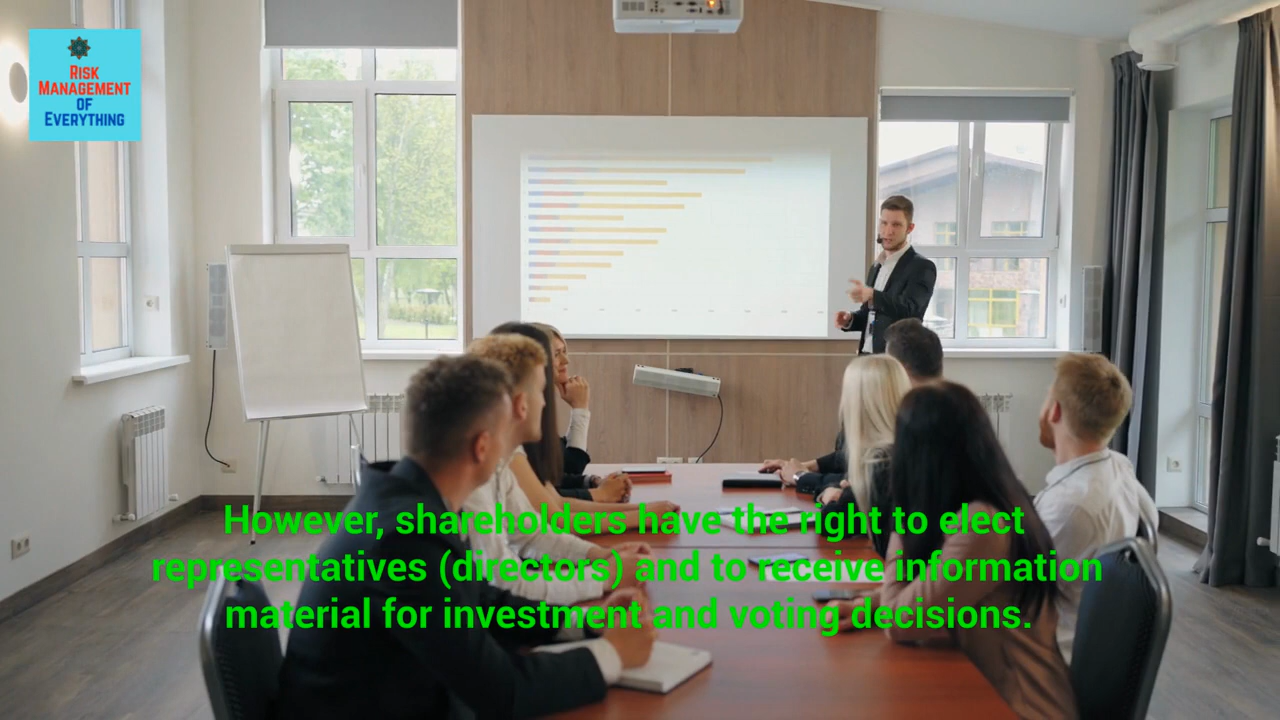 Risk
Management
of
Everything
However, shareholders have the right to elect
representatives (directors) and to receive information
material for investment and voting decisions.